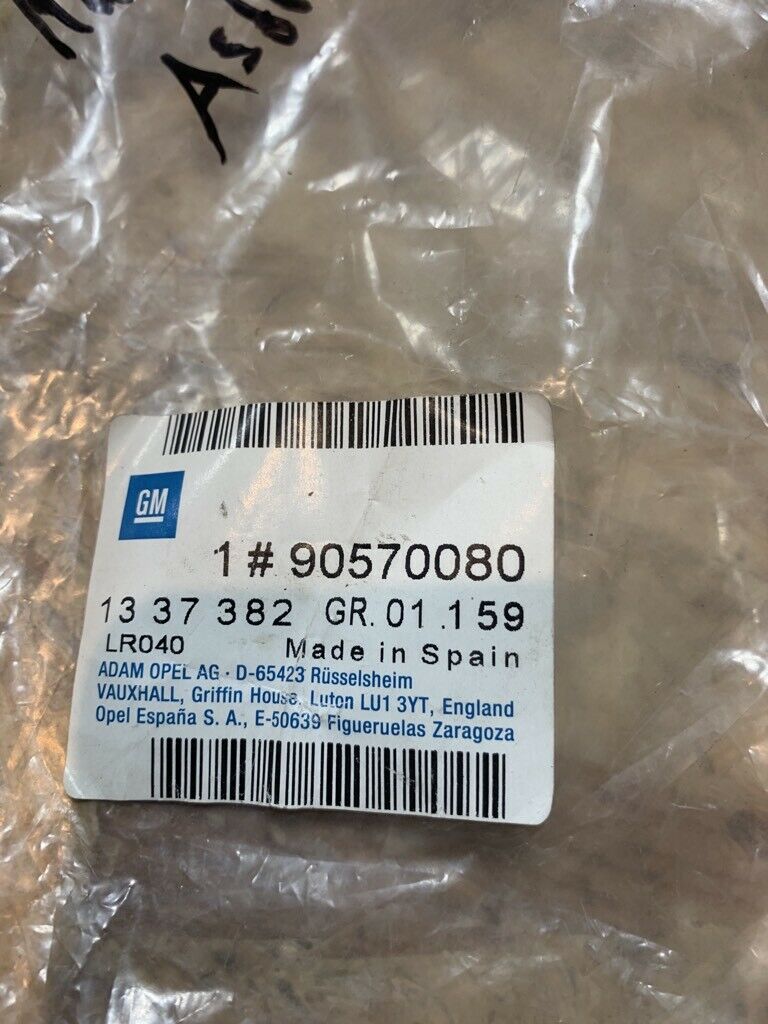 GM
1 # 90570080
13 37 382 GR. 01.159
LR040 Made in Spain
ADAM OPEL AG · D-65423 Rüsselsheim
VAUXHALL, Griffin House, Luton LU1 3YT, England
Opel España S. A., E-50639 Figueruelas Zaragoza